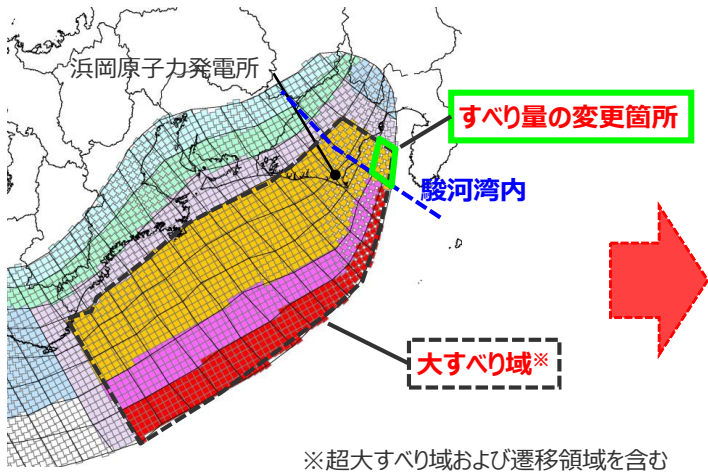 浜岡原子力発電所
すべり量の変更箇所
駿河湾内
大すべり域※
※超大すべり域および遷移領域を含む